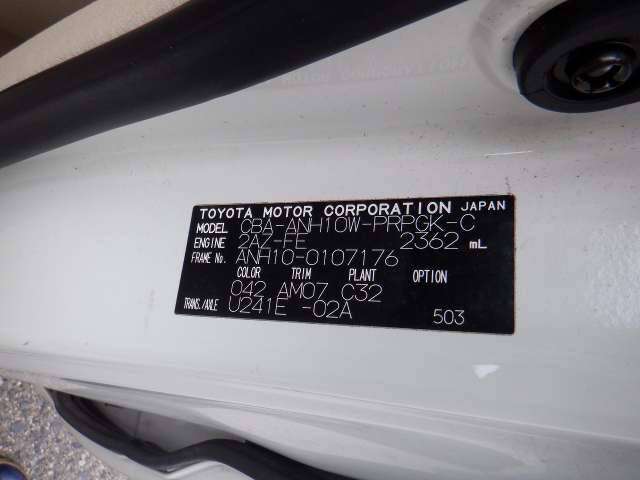 TOYOTA MOTOR CORPORATION JAPAN
MODEL CBA-ANH10W-PRPGK-C
ENGINE 2AZ-FE 2362 mL
FRAME No. ANH10-0107176
COLOR TRIM PLANT OPTION
042 AM07 C32
TRANS./AXLE U241E -02A
503